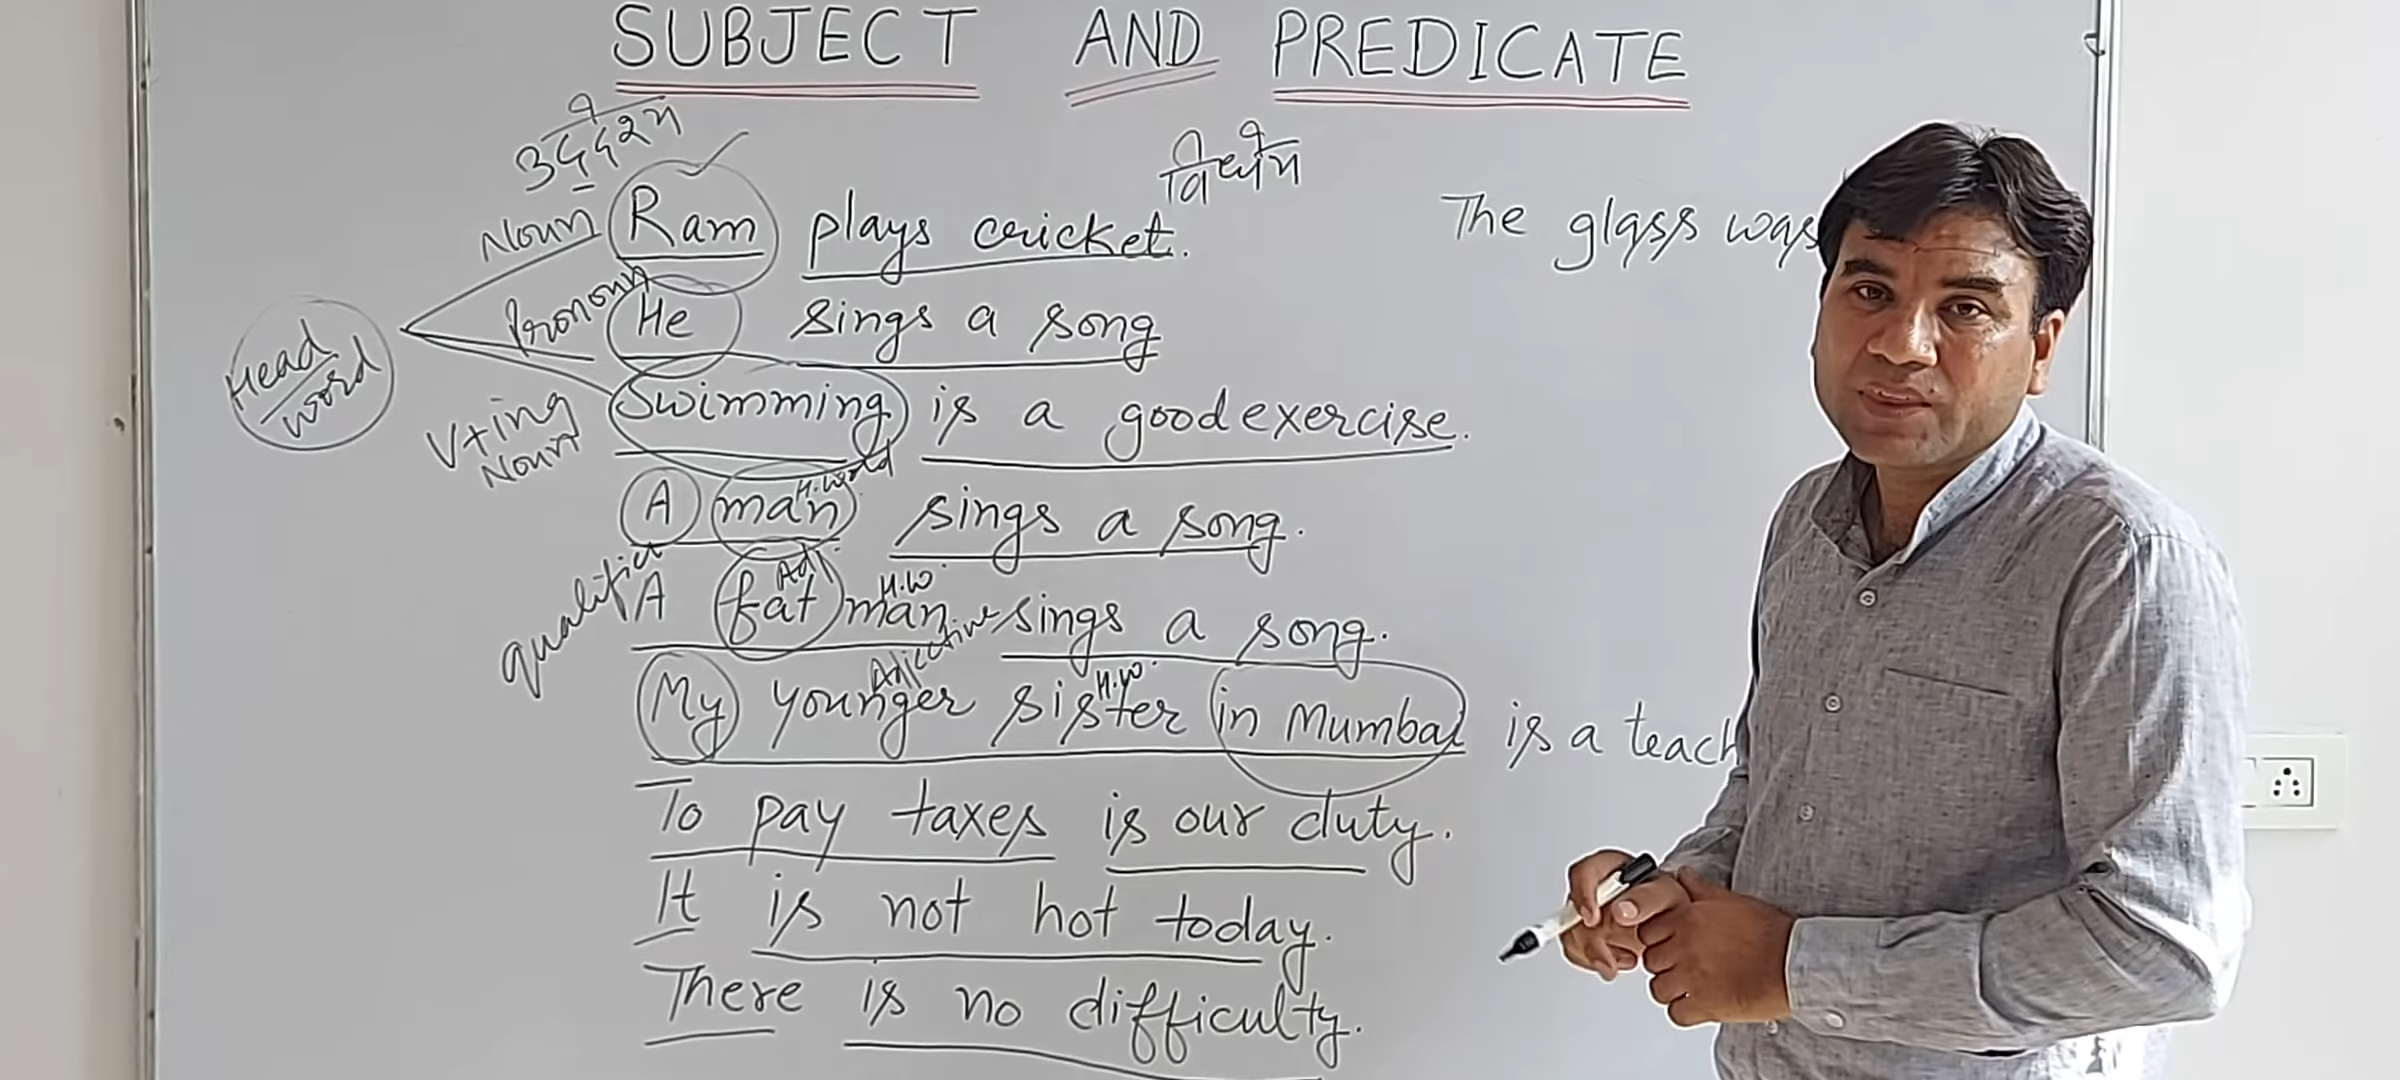 SUBJECT AND PREDICATE
उद्देश्य विधेय
Noun Ram plays cricket. The glass was
Pronoun He sings a song
Head word
V+ing Noun Swimming is a good exercise.
A man H.word sings a song.
qualifier A fat Adj. man H.W. sings a song.
My younger Adjective sister H.W. in Mumbai is a teach
To pay taxes is our duty.
It is not hot today.
There is no difficulty.